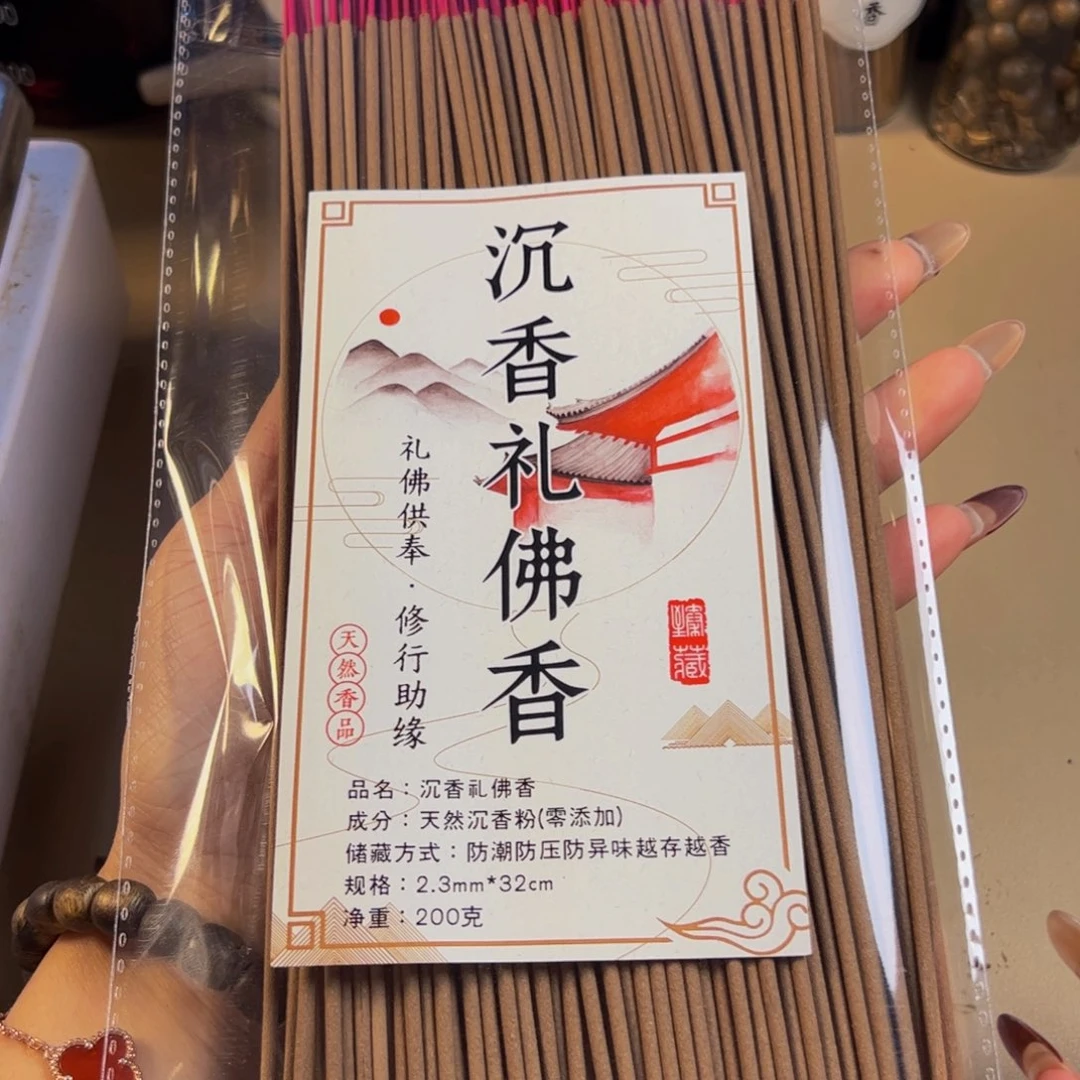 香
沉香礼佛香
礼佛供奉·修行助缘
天然香品
臻藏
品名：沉香礼佛香
成分：天然沉香粉(零添加)
储藏方式：防潮防压防异味越存越香
规格：2.3mm*32cm
净重：200克